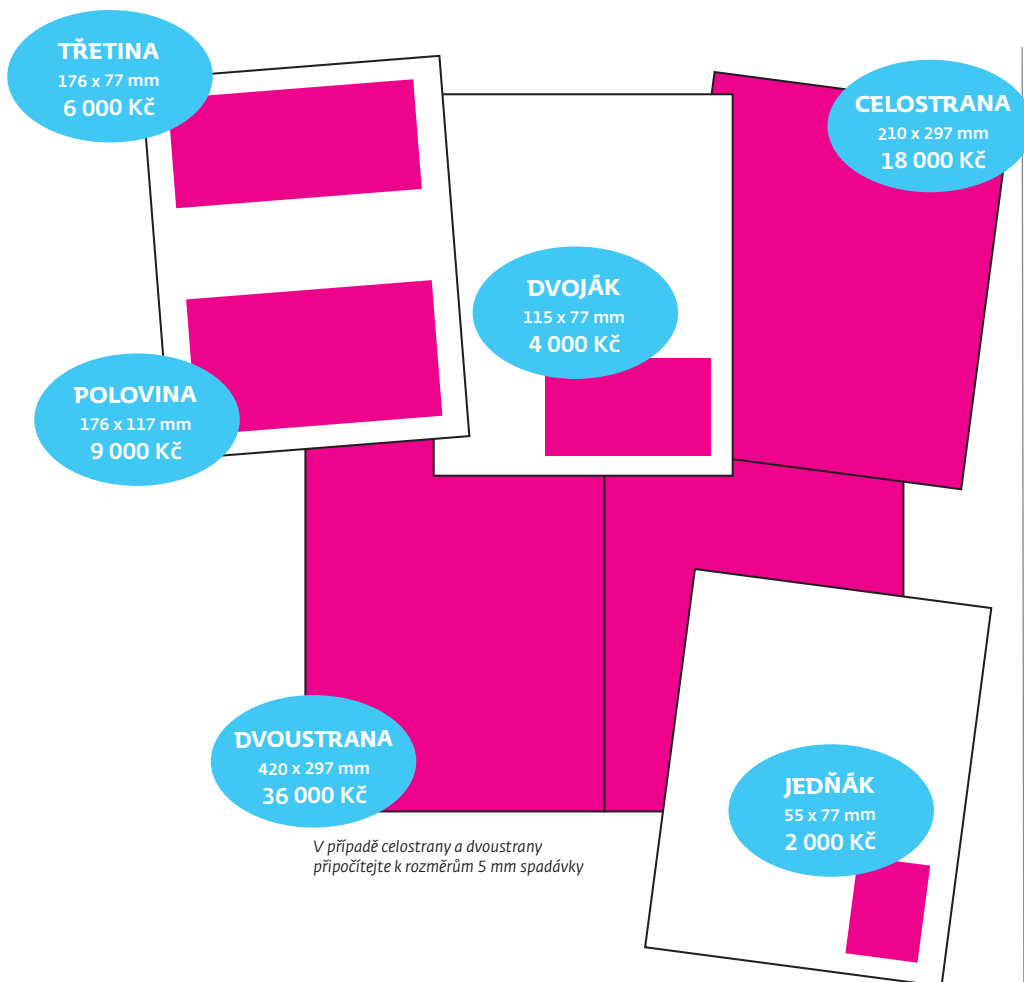 TŘETINA
176 x 77 mm
6 000 Kč
CELOSTRANA
210 x 297 mm
18 000 Kč
DVOJÁK
115 x 77 mm
4 000 Kč
POLOVINA
176 x 117 mm
9 000 Kč
DVOUSTRANA
420 x 297 mm
36 000 Kč
JEDŇÁK
55 x 77 mm
2 000 Kč
V případě celostrany a dvoustrany
připočítejte k rozměrům 5 mm spadávky